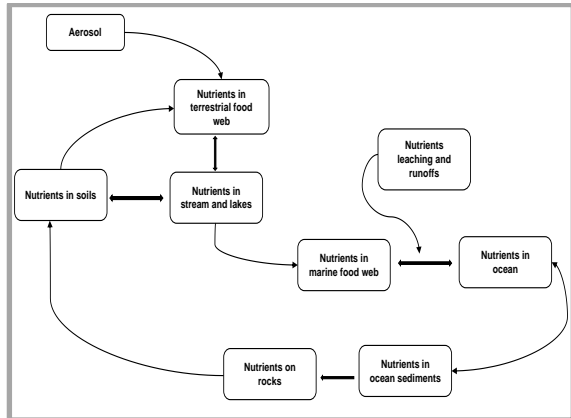 Aerosol
Nutrients in
terrestrial food
web
Nutrients
leaching and
runoffs
Nutrients in soils
Nutrients in
stream and lakes
Nutrients in
marine food web
Nutrients in
ocean
Nutrients on
rocks
Nutrients in
ocean sediments